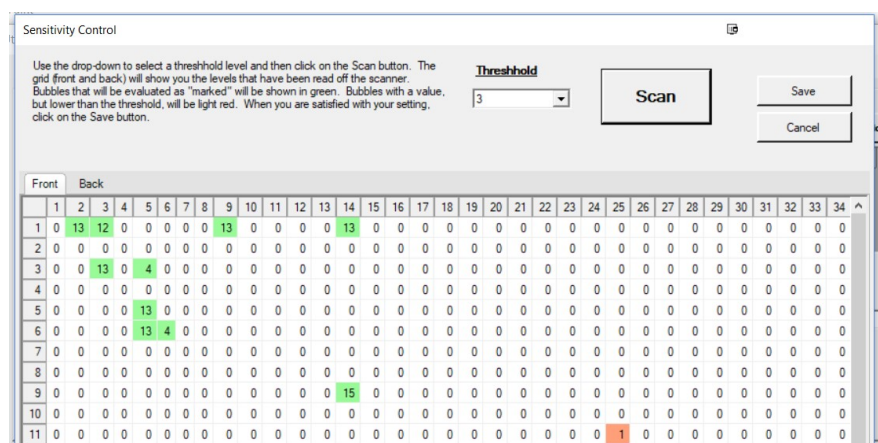 Sensitivity Control
Use the drop-down to select a threshhold level and then click on the Scan button. The
grid (front and back) will show you the levels that have been read off the scanner.
Bubbles that will be evaluated as "marked" will be shown in green. Bubbles with a value,
but lower than the threshold, will be light red. When you are satisfied with your setting,
click on the Save button.
Threshhold
3
Scan
Save
Cancel
Front Back
1 2 3 4 5 6 7 8 9 10 11 12 13 14 15 16 17 18 19 20 21 22 23 24 25 26 27 28 29 30 31 32 33 34
1 0 13 12 0 0 0 0 0 13 0 0 0 0 13 0 0 0 0 0 0 0 0 0 0 0 0 0 0 0 0 0 0 0 0
2 0 0 0 0 0 0 0 0 0 0 0 0 0 0 0 0 0 0 0 0 0 0 0 0 0 0 0 0 0 0 0 0 0 0
3 0 0 13 0 4 0 0 0 0 0 0 0 0 0 0 0 0 0 0 0 0 0 0 0 0 0 0 0 0 0 0 0 0 0
4 0 0 0 0 0 0 0 0 0 0 0 0 0 0 0 0 0 0 0 0 0 0 0 0 0 0 0 0 0 0 0 0 0 0
5 0 0 0 0 13 0 0 0 0 0 0 0 0 0 0 0 0 0 0 0 0 0 0 0 0 0 0 0 0 0 0 0 0 0
6 0 0 0 0 13 4 0 0 0 0 0 0 0 0 0 0 0 0 0 0 0 0 0 0 0 0 0 0 0 0 0 0 0 0
7 0 0 0 0 0 0 0 0 0 0 0 0 0 0 0 0 0 0 0 0 0 0 0 0 0 0 0 0 0 0 0 0 0 0
8 0 0 0 0 0 0 0 0 0 0 0 0 0 0 0 0 0 0 0 0 0 0 0 0 0 0 0 0 0 0 0 0 0 0
9 0 0 0 0 0 0 0 0 0 0 0 0 0 15 0 0 0 0 0 0 0 0 0 0 0 0 0 0 0 0 0 0 0 0
10 0 0 0 0 0 0 0 0 0 0 0 0 0 0 0 0 0 0 0 0 0 0 0 0 0 0 0 0 0 0 0 0 0 0
11 0 0 0 0 0 0 0 0 0 0 0 0 0 0 0 0 0 0 0 0 0 0 0 0 1 0 0 0 0 0 0 0 0 0